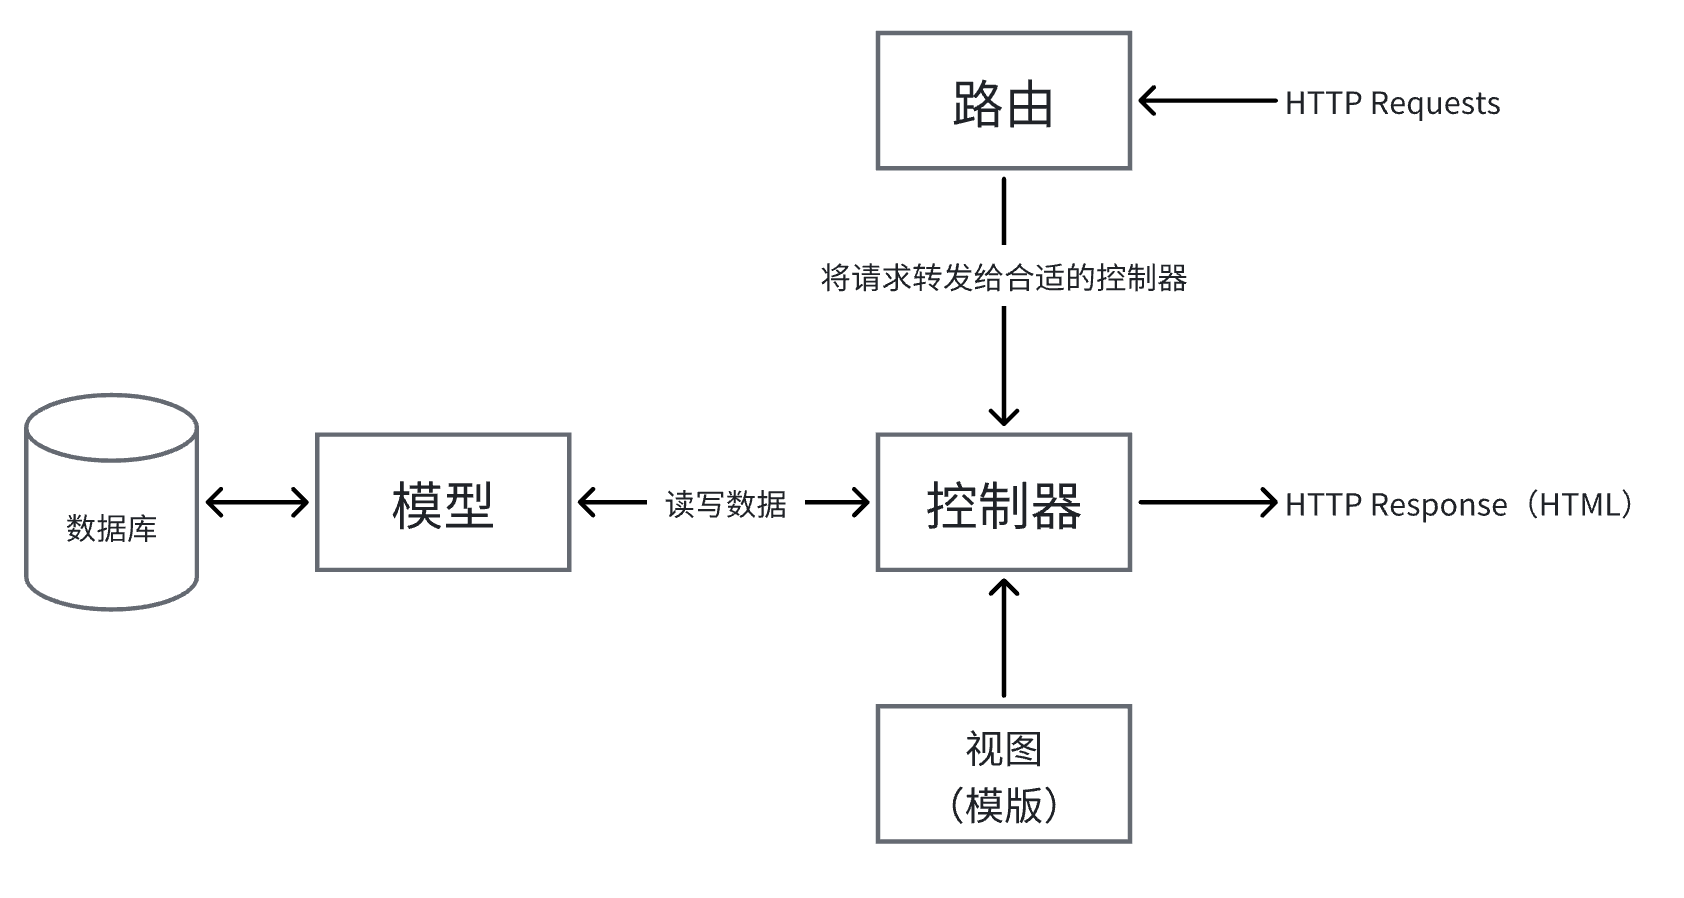 路由
HTTP Requests
将请求转发给合适的控制器
数据库
模型
读写数据
控制器
HTTP Response（HTML）
视图
（模版）